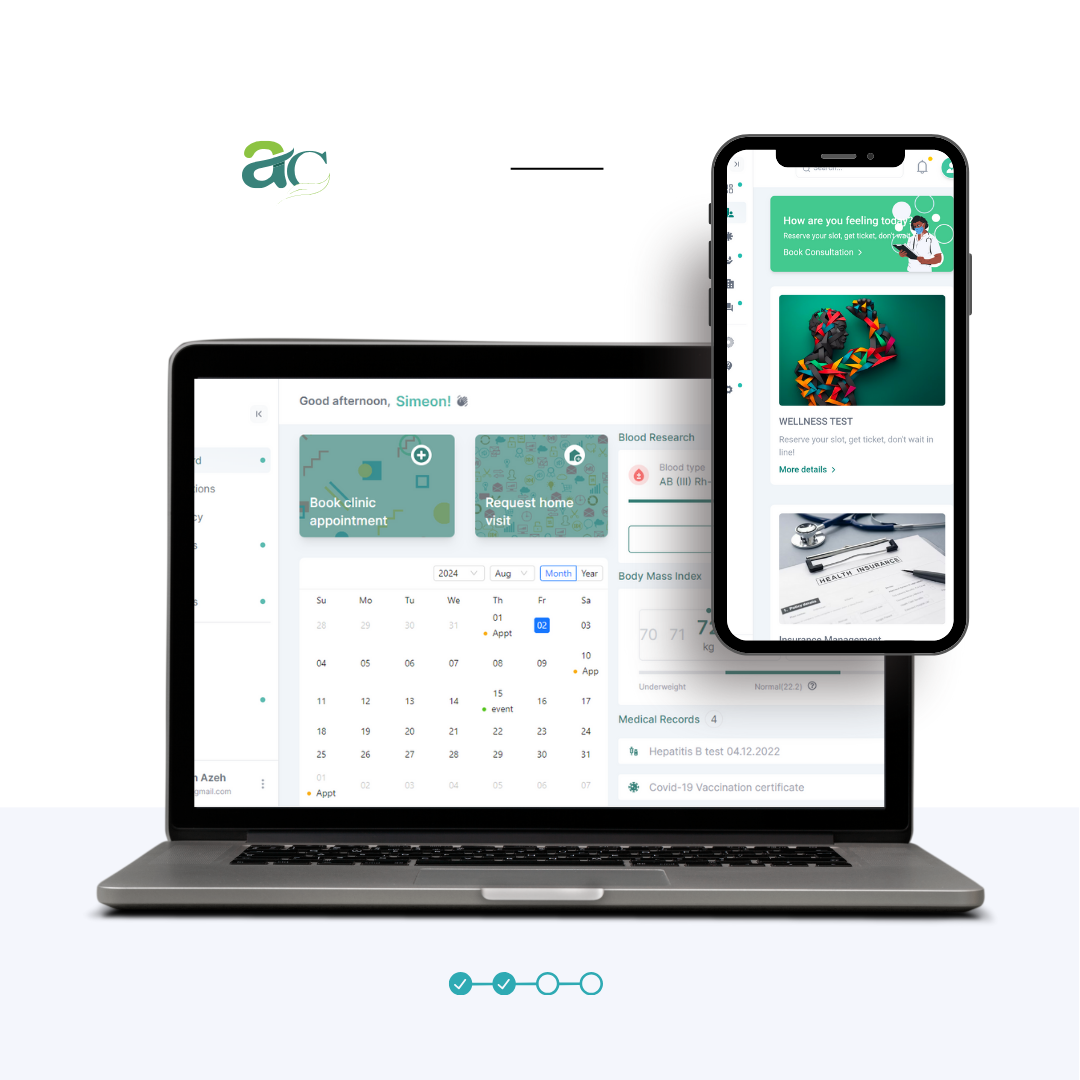 ac
Search...
How are you feeling today?
Reserve your slot, get ticket, don't wait
Book Consultation
WELLNESS TEST
Reserve your slot, get ticket, don't wait in
line!
More details
HEALTH INSURANCE
Insurance Management
Good afternoon, Simeon!
Book clinic
appointment
Request home
visit
2024 Aug Month Year
Su Mo Tu We Th Fr Sa
28 29 30 31 01 02 03
Appt
04 05 06 07 08 09 10
App
11 12 13 14 15 16 17
event
18 19 20 21 22 23 24
25 26 27 28 29 30 31
01 02 03 04 05 06 07
Appt
Blood Research
Blood type
AB (III) Rh-
Body Mass Index
70 71 72
kg
Underweight Normal(22.2)
Medical Records 4
Hepatitis B test 04.12.2022
Covid-19 Vaccination certificate
Azeh
gmail.com